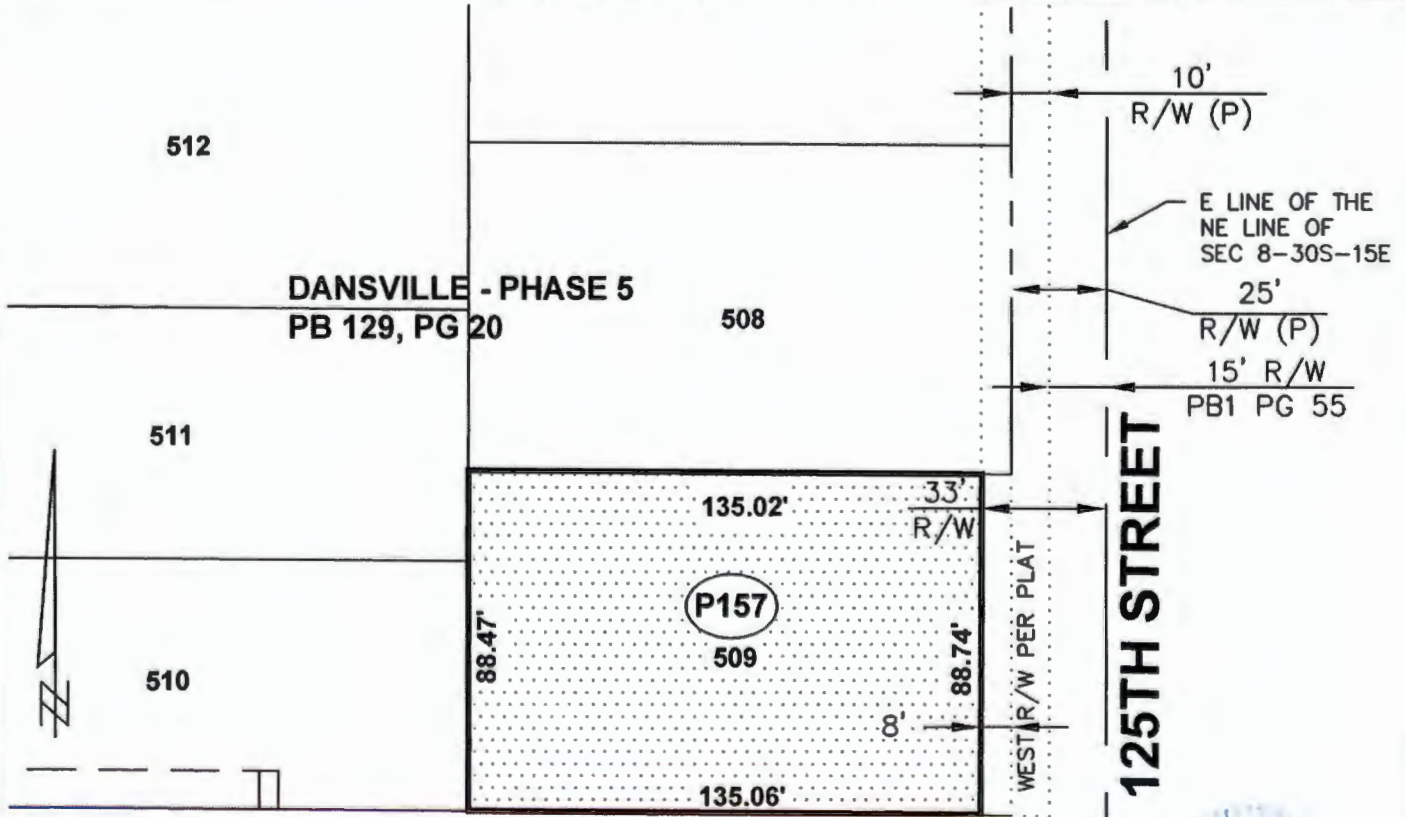 10'
R/W (P)
512
E LINE OF THE
NE LINE OF
SEC 8-30S-15E
DANSVILLE - PHASE 5
PB 129, PG 20
508
25'
R/W (P)
15' R/W
PB1 PG 55
511
125TH STREET
135.02'
33'
R/W
WEST R/W PER PLAT
P157
88.47'
509
88.74'
510
N
8'
135.06'